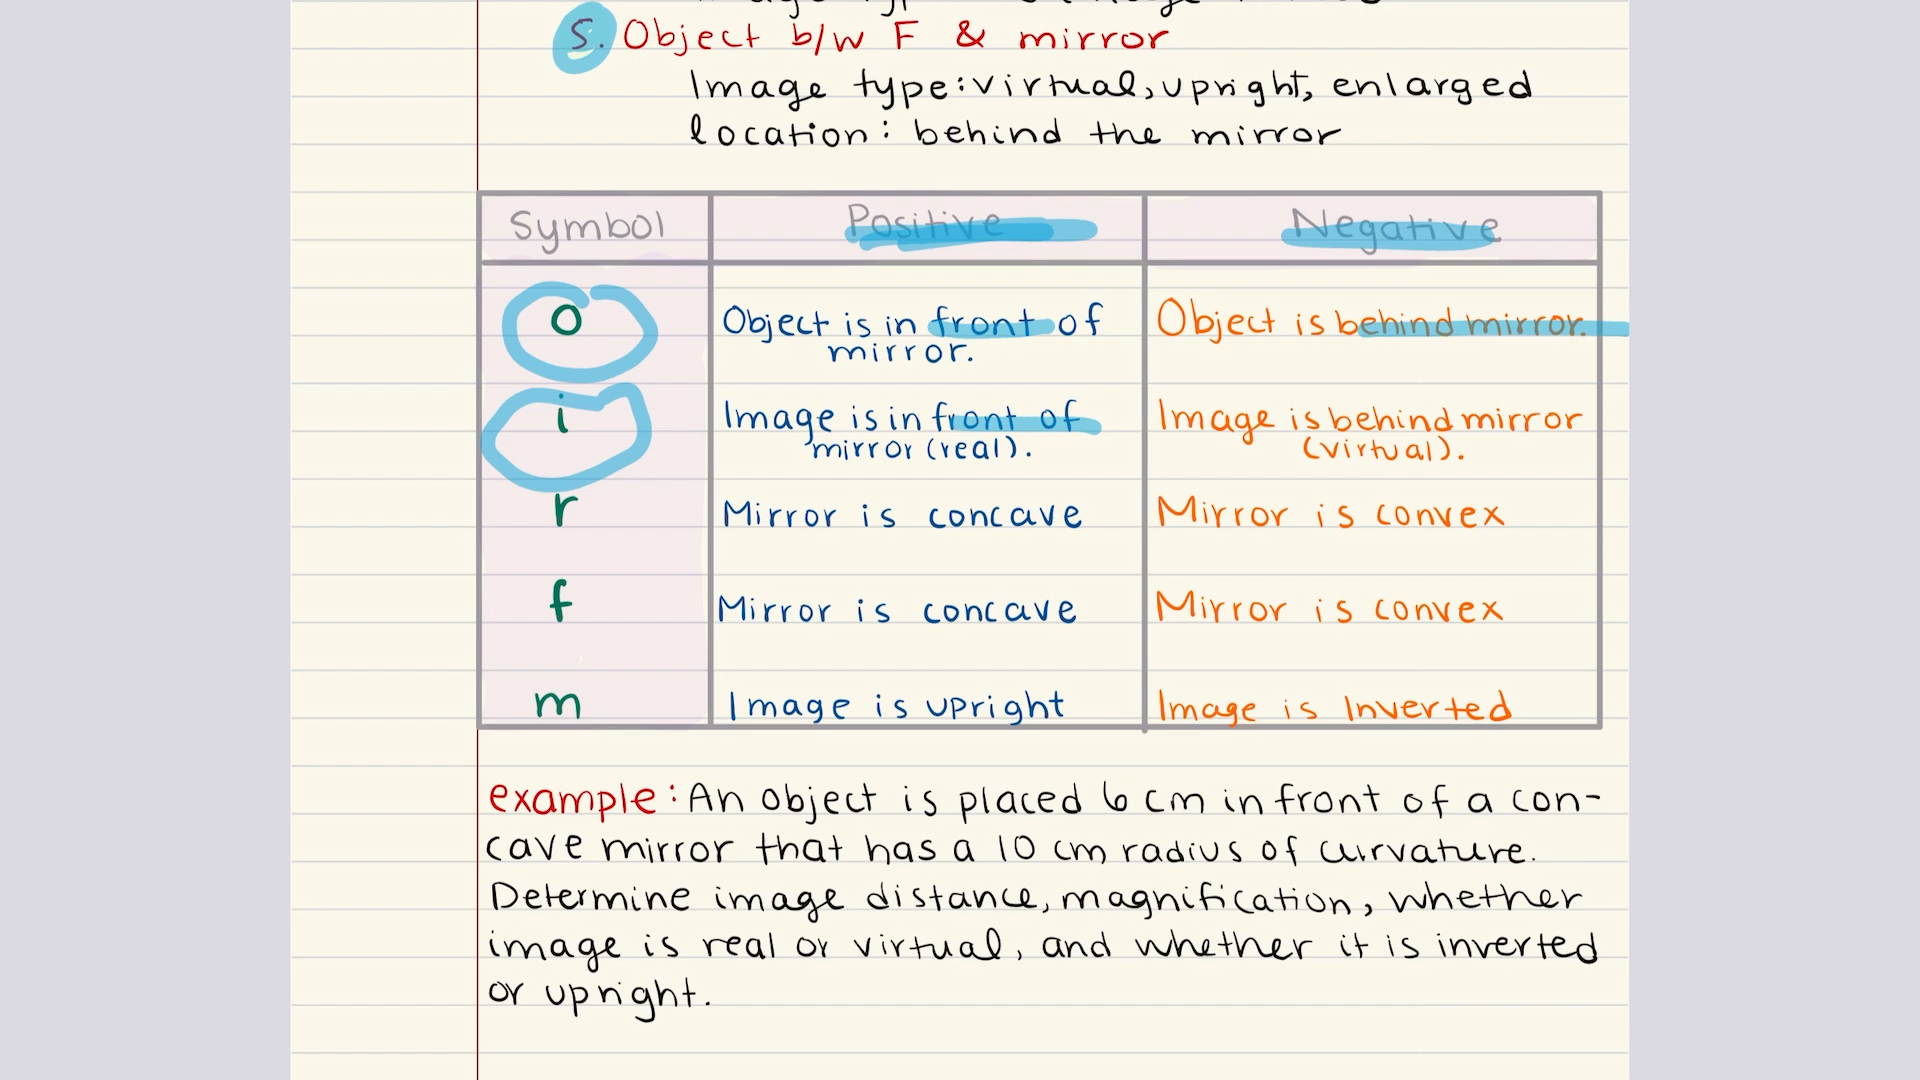 5. Object b/w F & mirror
Image type: virtual, upright, enlarged
location: behind the mirror
Symbol Positive Negative
o Object is in front of mirror. Object is behind mirror.
i Image is in front of mirror (real). Image is behind mirror (virtual).
r Mirror is concave Mirror is convex
f Mirror is concave Mirror is convex
m Image is upright Image is Inverted
example: An object is placed 6 cm in front of a con-
cave mirror that has a 10 cm radius of curvature.
Determine image distance, magnification, whether
image is real or virtual, and whether it is inverted
or upright.